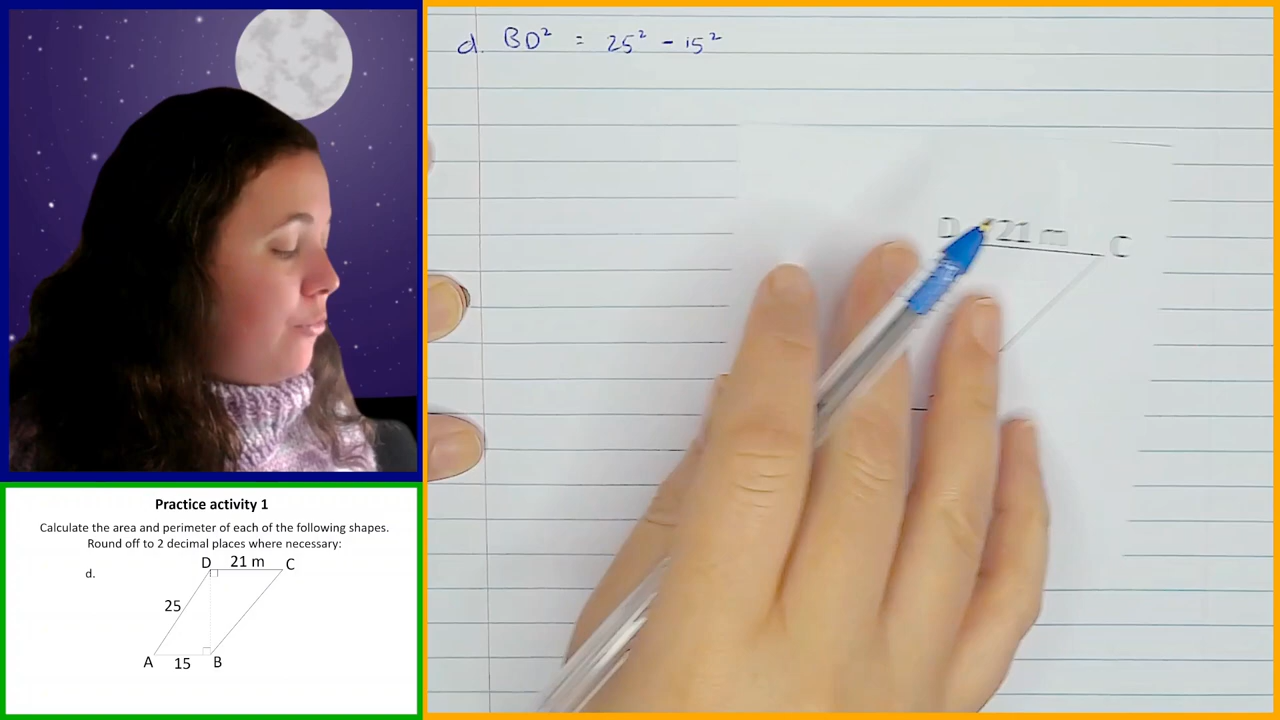 d. BD² = 25² - 15²
D 21 m C
Practice activity 1
Calculate the area and perimeter of each of the following shapes.
Round off to 2 decimal places where necessary:
d.
D 21 m C
25
A 15 B